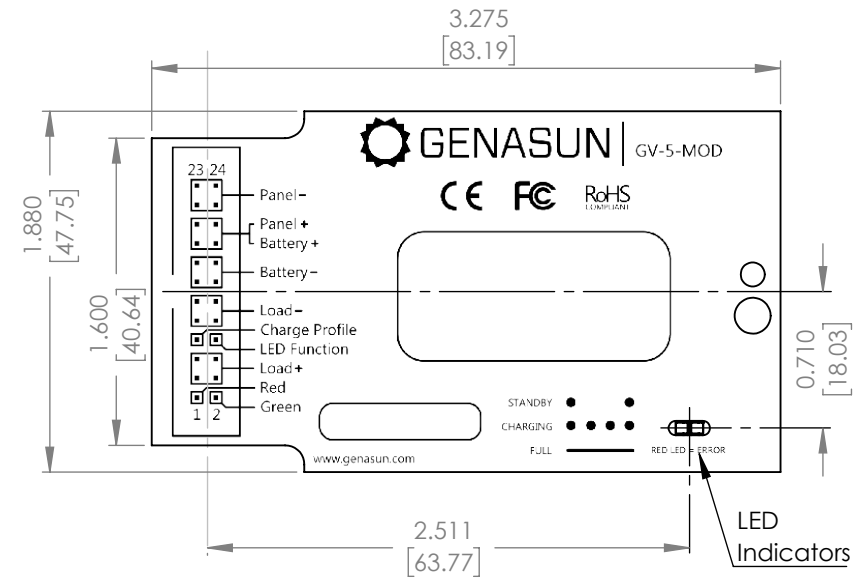 3.275
[83.19]
GENASUN GV-5-MOD
CE FC RoHS
COMPLIANT
23 24
Panel-
Panel +
Battery +
Battery-
Load-
Charge Profile
LED Function
Load+
Red
Green
1 2
1.880
[47.75]
1.600
[40.64]
0.710
[18.03]
STANDBY
CHARGING
FULL
RED LED = ERROR
www.genasun.com
LED
Indicators
2.511
[63.77]